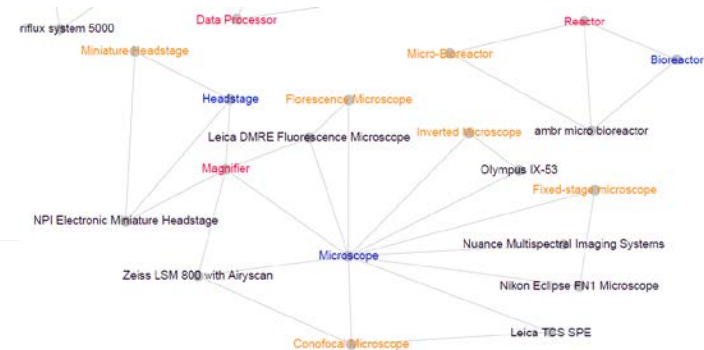 Data Processor
riflux system 5000
Reactor
Miniature Headstage
Micro-Bioreactor
Bioreactor
Headstage
Florescence Microscope
Leica DMRE Fluorescence Microscope
Inverted Microscope
ambr micro bioreactor
Magnifier
Olympus IX-53
Fixed-stage microscope
NPI Electronic Miniature Headstage
Nuance Multispectral Imaging Systems
Microscope
Zeiss LSM 800 with Airyscan
Nikon Eclipse FN1 Microscope
Leica TCS SPE
Conofocal Microscope